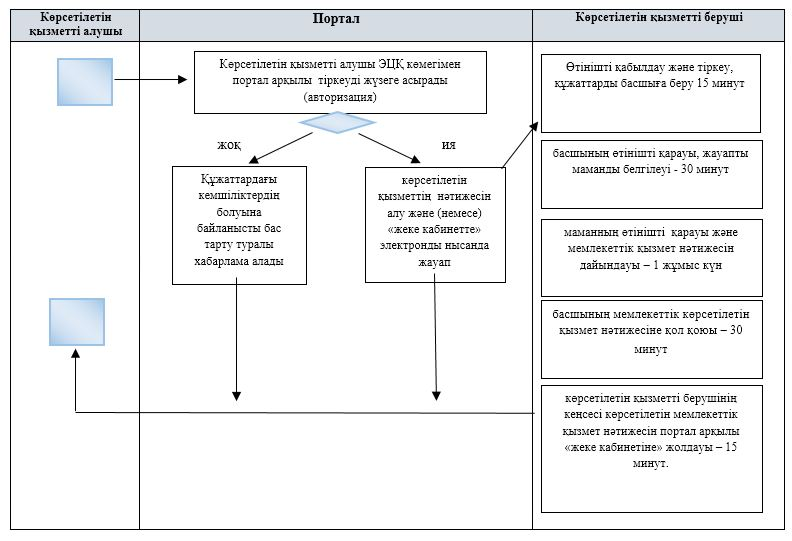 Көрсетілетін
қызметті алушы
Портал
Көрсетілетін қызметті беруші
Көрсетілетін қызметті алушы ЭЦҚ көмегімен
портал арқылы тіркеуді жүзеге асырады
(авторизация)
жоқ
ия
Құжаттардағы
кемшіліктердің
болуына
байланысты бас
тарту туралы
хабарлама алады
көрсетілетін
қызметтің нәтижесін
алу және (немесе)
«жеке кабинетте»
электронды нысанда
жауап
Өтінішті қабылдау және тіркеу,
құжаттарды басшыға беру 15 минут
басшының өтінішті қарауы, жауапты
маманды белгілеуі - 30 минут
маманның өтінішті қарауы және
мемлекеттік қызмет нәтижесін
дайындауы – 1 жұмыс күн
басшының мемлекеттік көрсетілетін
қызмет нәтижесіне қол қоюы – 30
минут
көрсетілетін қызметті берушінің
кеңсесі көрсетілетін мемлекеттік
қызмет нәтижесін портал арқылы
«жеке кабинетіне» жолдауы – 15
минут.